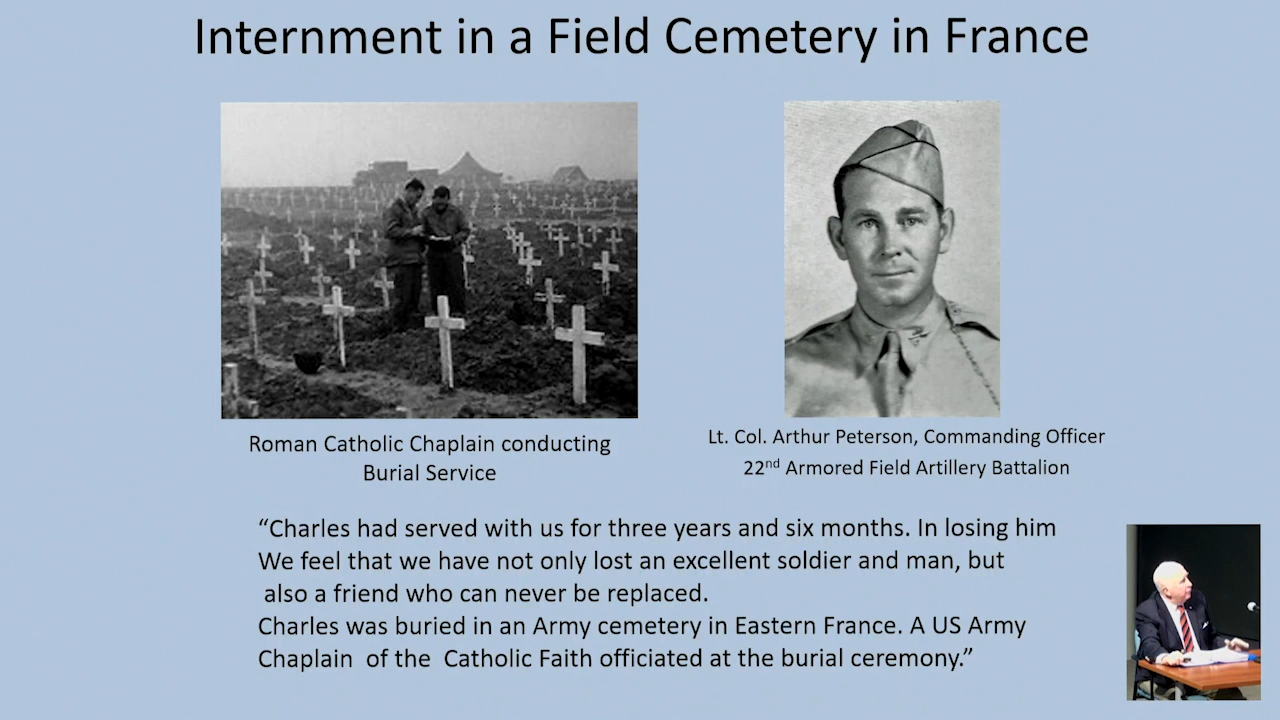 Internment in a Field Cemetery in France
Roman Catholic Chaplain conducting
Burial Service
Lt. Col. Arthur Peterson, Commanding Officer
22nd Armored Field Artillery Battalion
“Charles had served with us for three years and six months. In losing him
We feel that we have not only lost an excellent soldier and man, but
also a friend who can never be replaced.
Charles was buried in an Army cemetery in Eastern France. A US Army
Chaplain of the Catholic Faith officiated at the burial ceremony.”